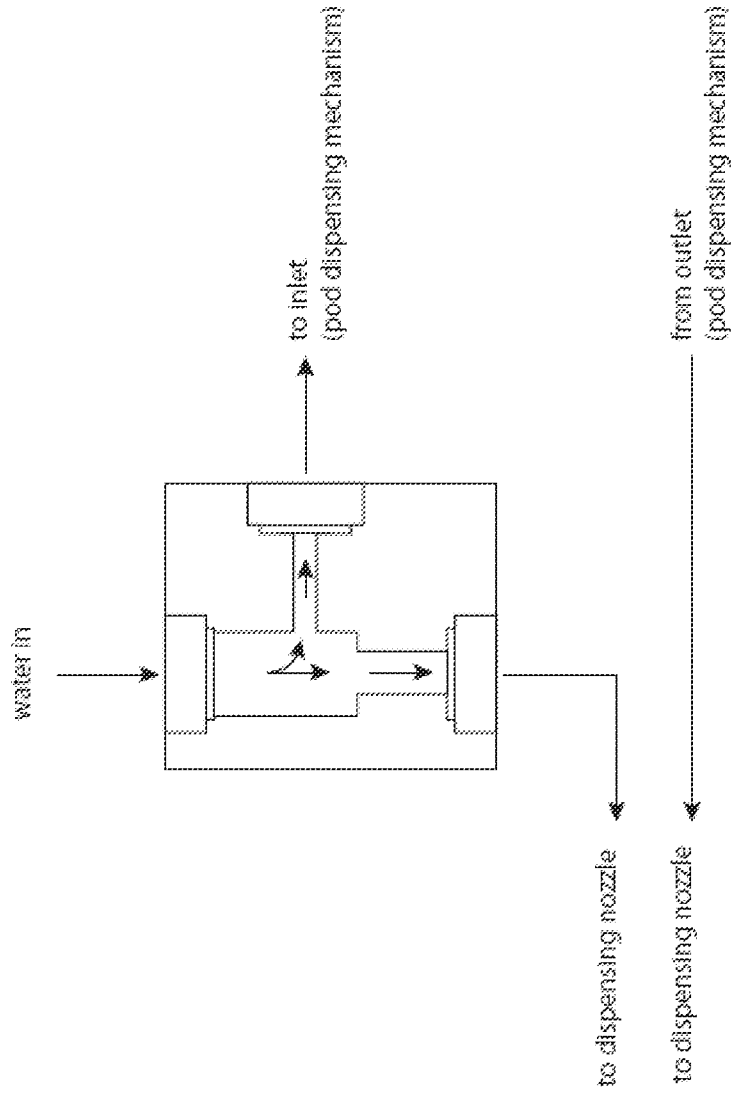 water in
to inlet
(pod dispensing mechanism)
to dispensing nozzle
to dispensing nozzle
from outlet
(pod dispensing mechanism)